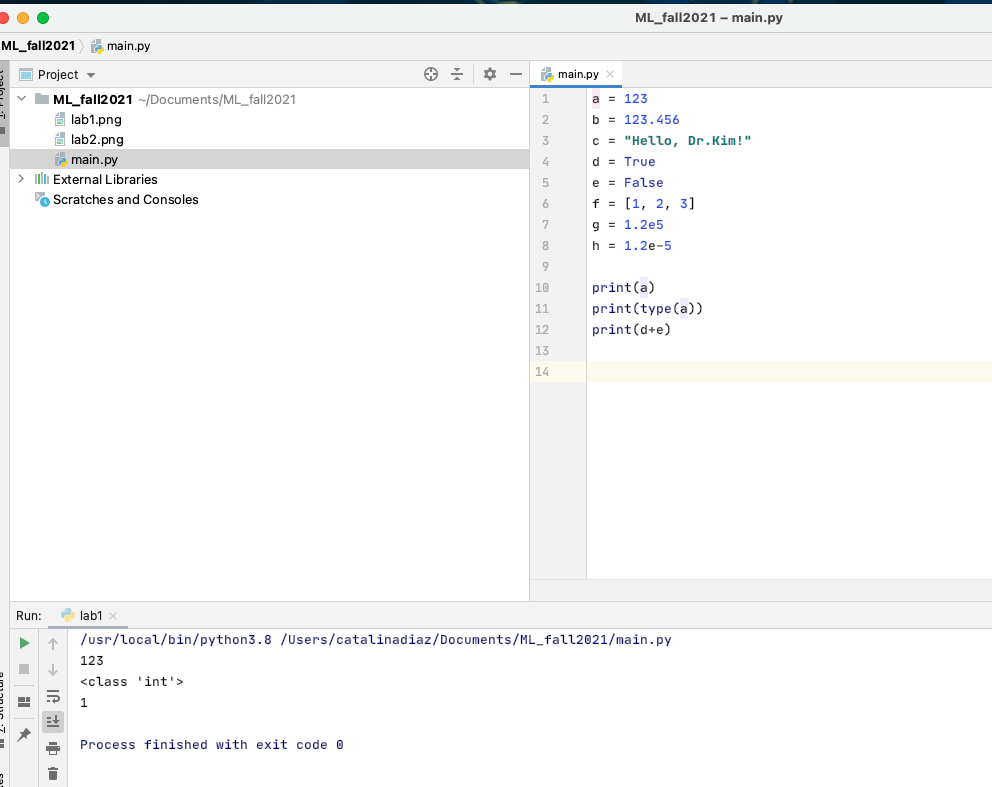 ML_fall2021 – main.py
ML_fall2021 main.py
Project
main.py
ML_fall2021 ~/Documents/ML_fall2021
lab1.png
lab2.png
main.py
External Libraries
Scratches and Consoles
1 a = 123
2 b = 123.456
3 c = "Hello, Dr.Kim!"
4 d = True
5 e = False
6 f = [1, 2, 3]
7 g = 1.2e5
8 h = 1.2e-5
9
10 print(a)
11 print(type(a))
12 print(d+e)
13
14
Run: lab1
/usr/local/bin/python3.8 /Users/catalinadiaz/Documents/ML_fall2021/main.py
123
<class 'int'>
1
Process finished with exit code 0
Structure